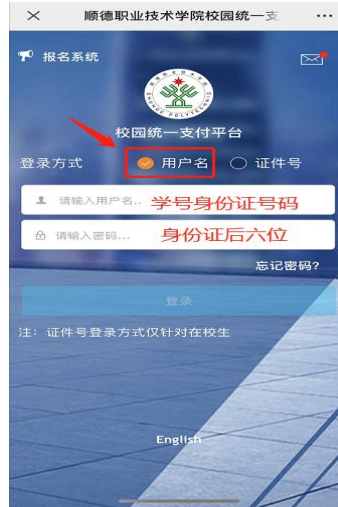 顺德职业技术学院校园统一支
报名系统
校园统一支付平台
登录方式 用户名 证件号
请输入用户名.. 学号身份证号码
请输入密码... 身份证后六位
忘记密码?
登录
注：证件号登录方式仅针对在校生
English